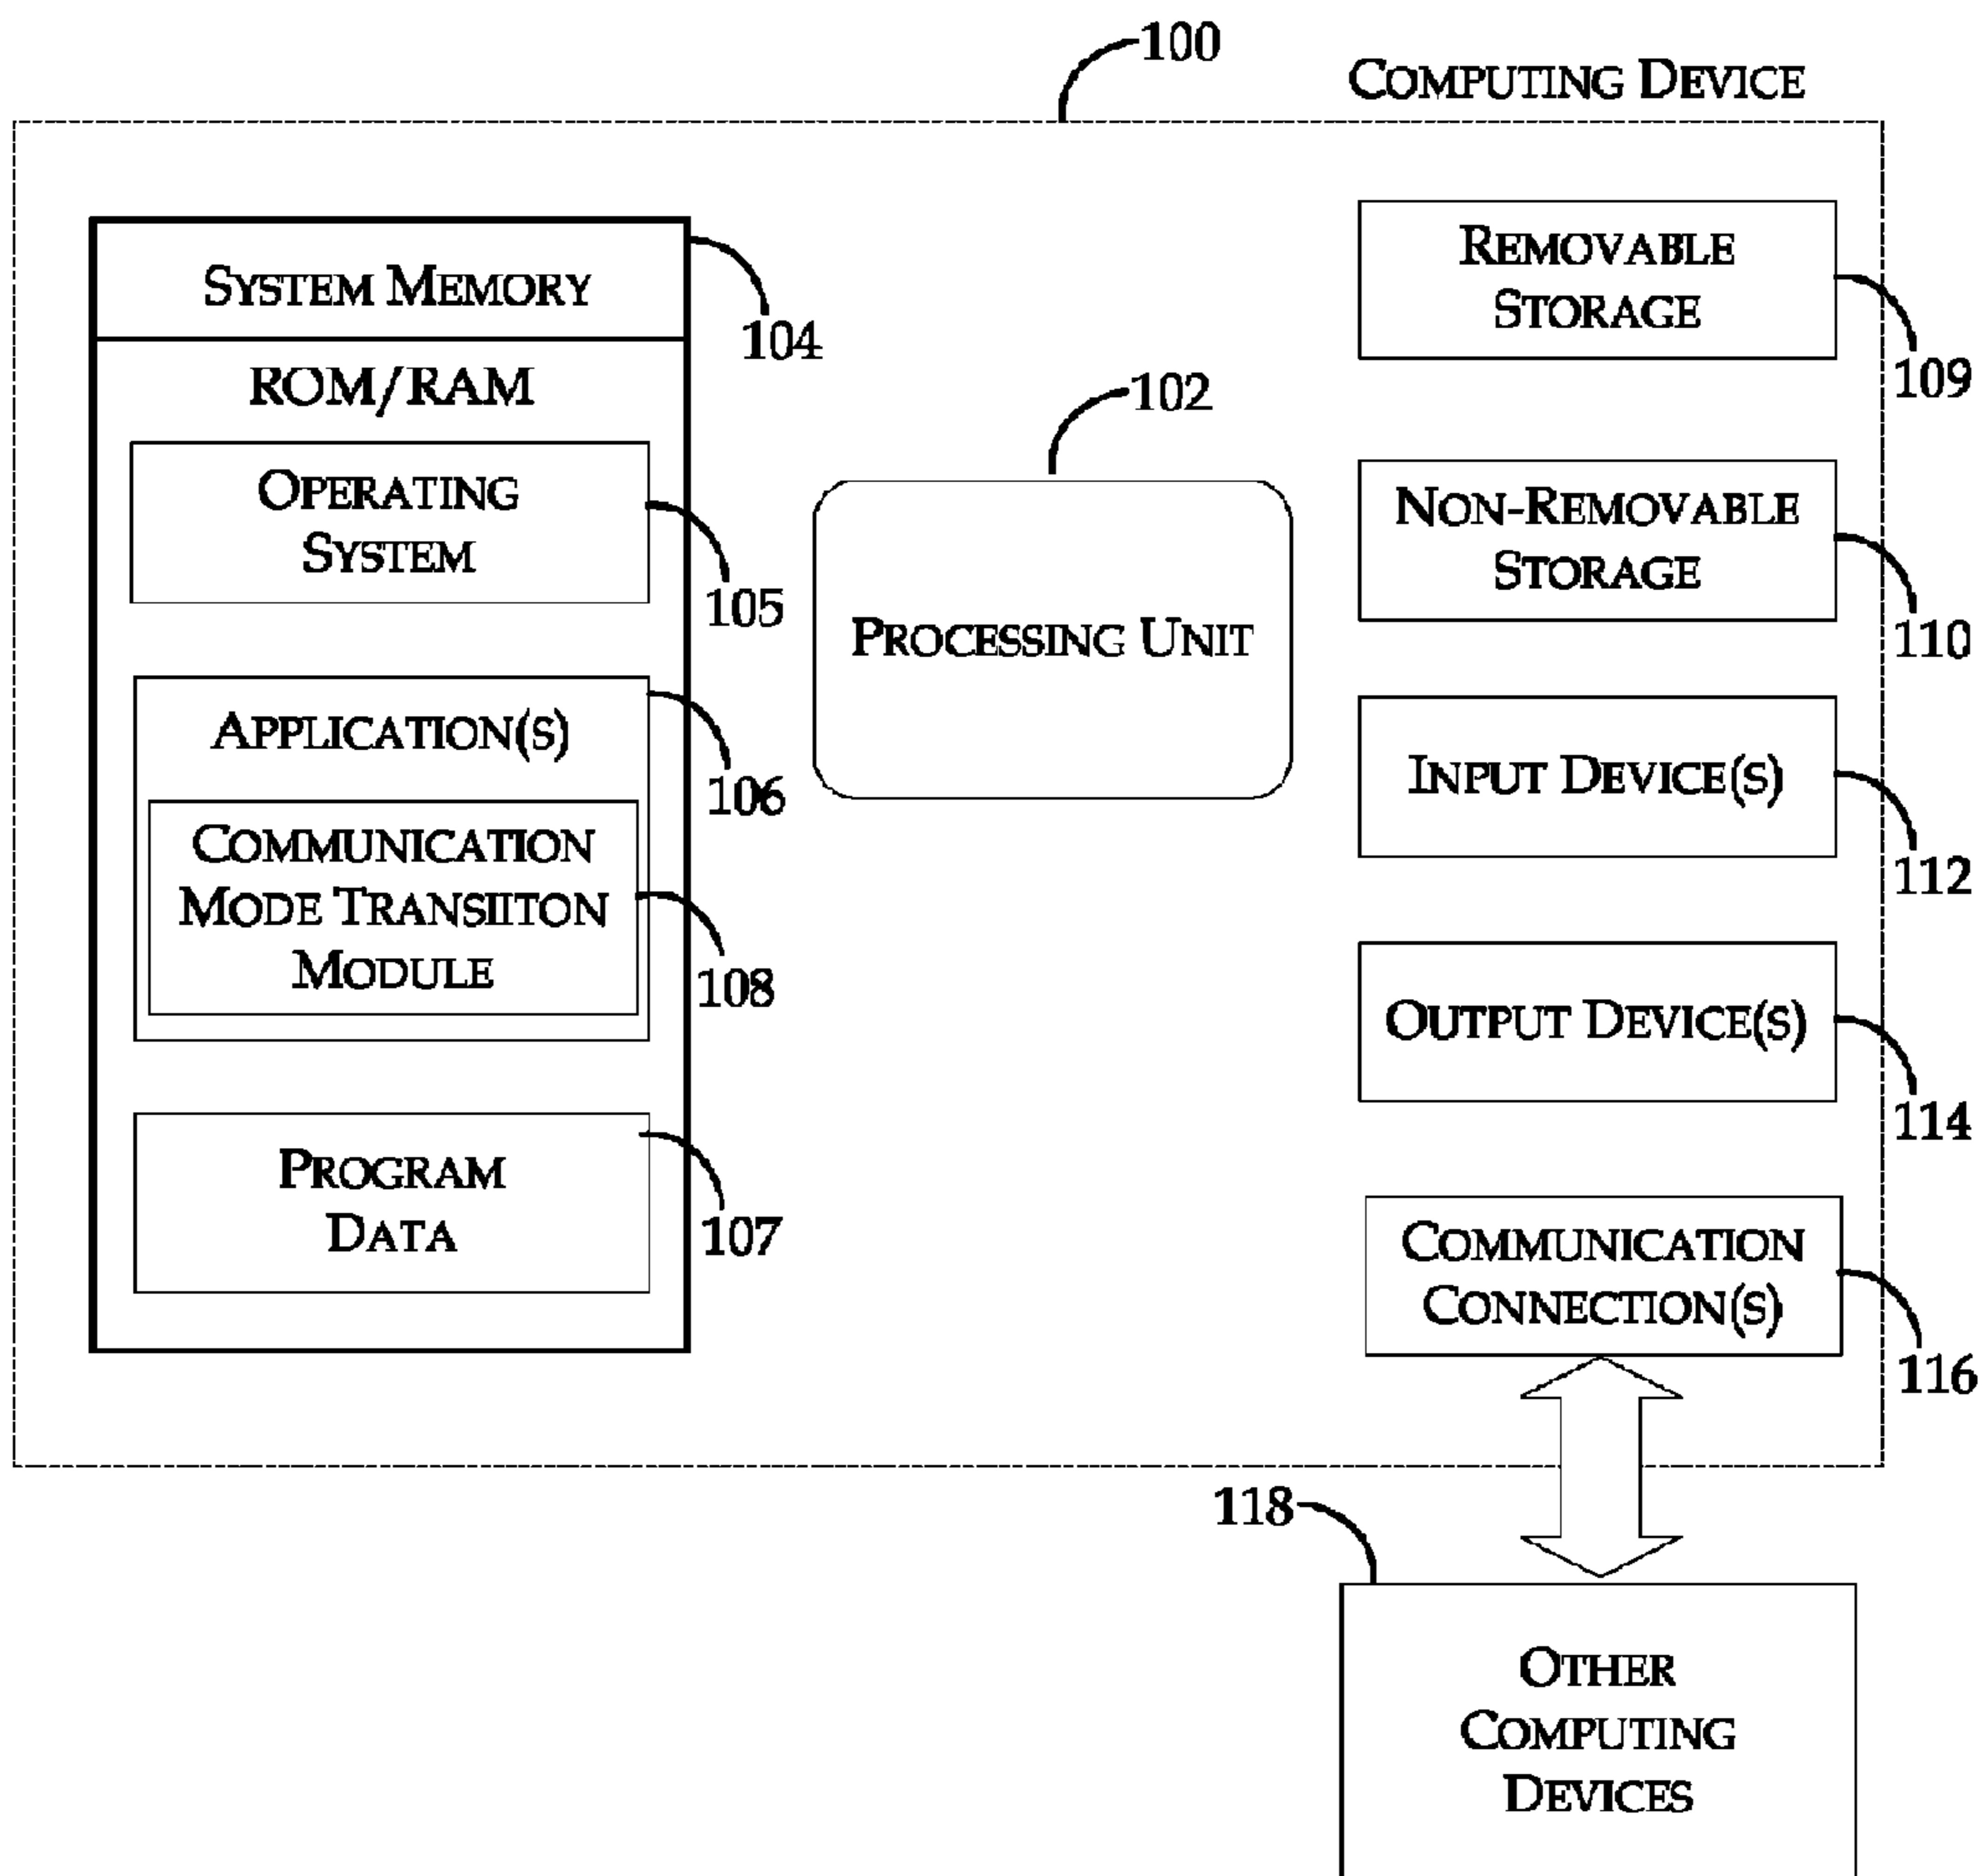 100
COMPUTING DEVICE
SYSTEM MEMORY
104
ROM/RAM
OPERATING
SYSTEM
105
APPLICATION(S)
106
COMMUNICATION
MODE TRANSIITON
MODULE
108
PROGRAM
DATA
107
102
PROCESSING UNIT
REMOVABLE
STORAGE
109
NON-REMOVABLE
STORAGE
110
INPUT DEVICE(S)
112
OUTPUT DEVICE(S)
114
COMMUNICATION
CONNECTION(S)
116
118
OTHER
COMPUTING
DEVICES